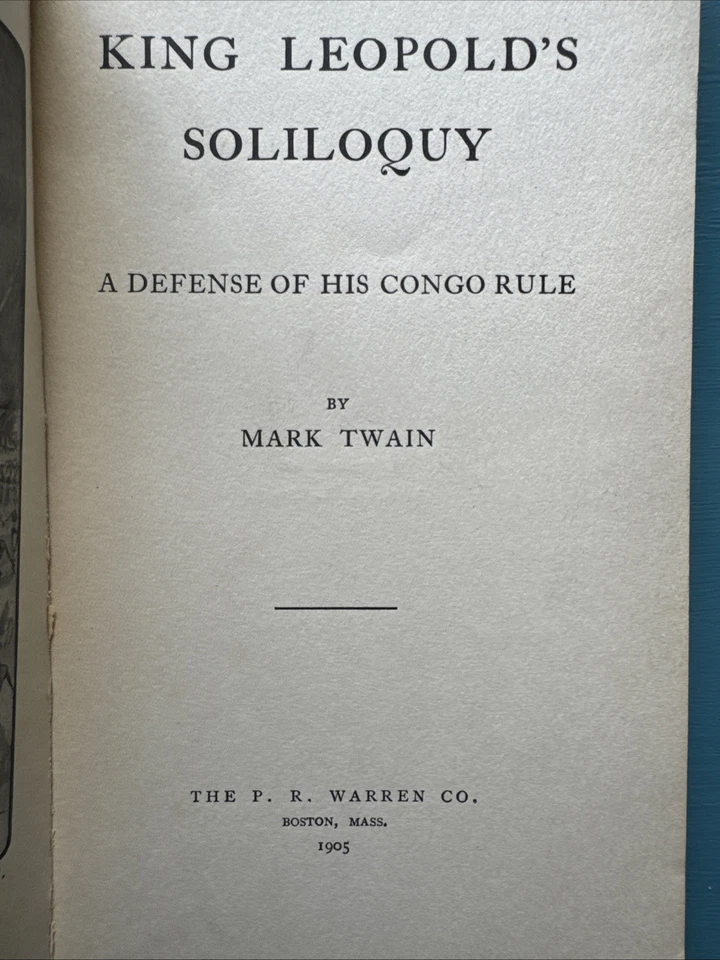 KING LEOPOLD'S
SOLILOQUY
A DEFENSE OF HIS CONGO RULE
BY
MARK TWAIN
THE P. R. WARREN CO.
BOSTON, MASS.
1905